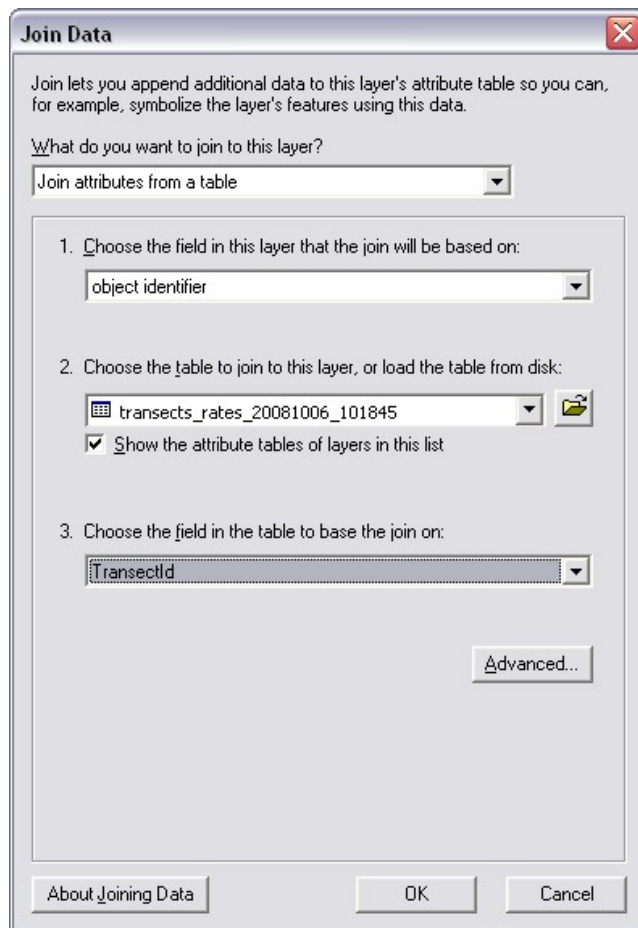 Join Data
Join lets you append additional data to this layer's attribute table so you can,
for example, symbolize the layer's features using this data.
What do you want to join to this layer?
Join attributes from a table
1. Choose the field in this layer that the join will be based on:
object identifier
2. Choose the table to join to this layer, or load the table from disk:
transects_rates_20081006_101845
Show the attribute tables of layers in this list
3. Choose the field in the table to base the join on:
TransectId
Advanced...
About Joining Data
OK
Cancel